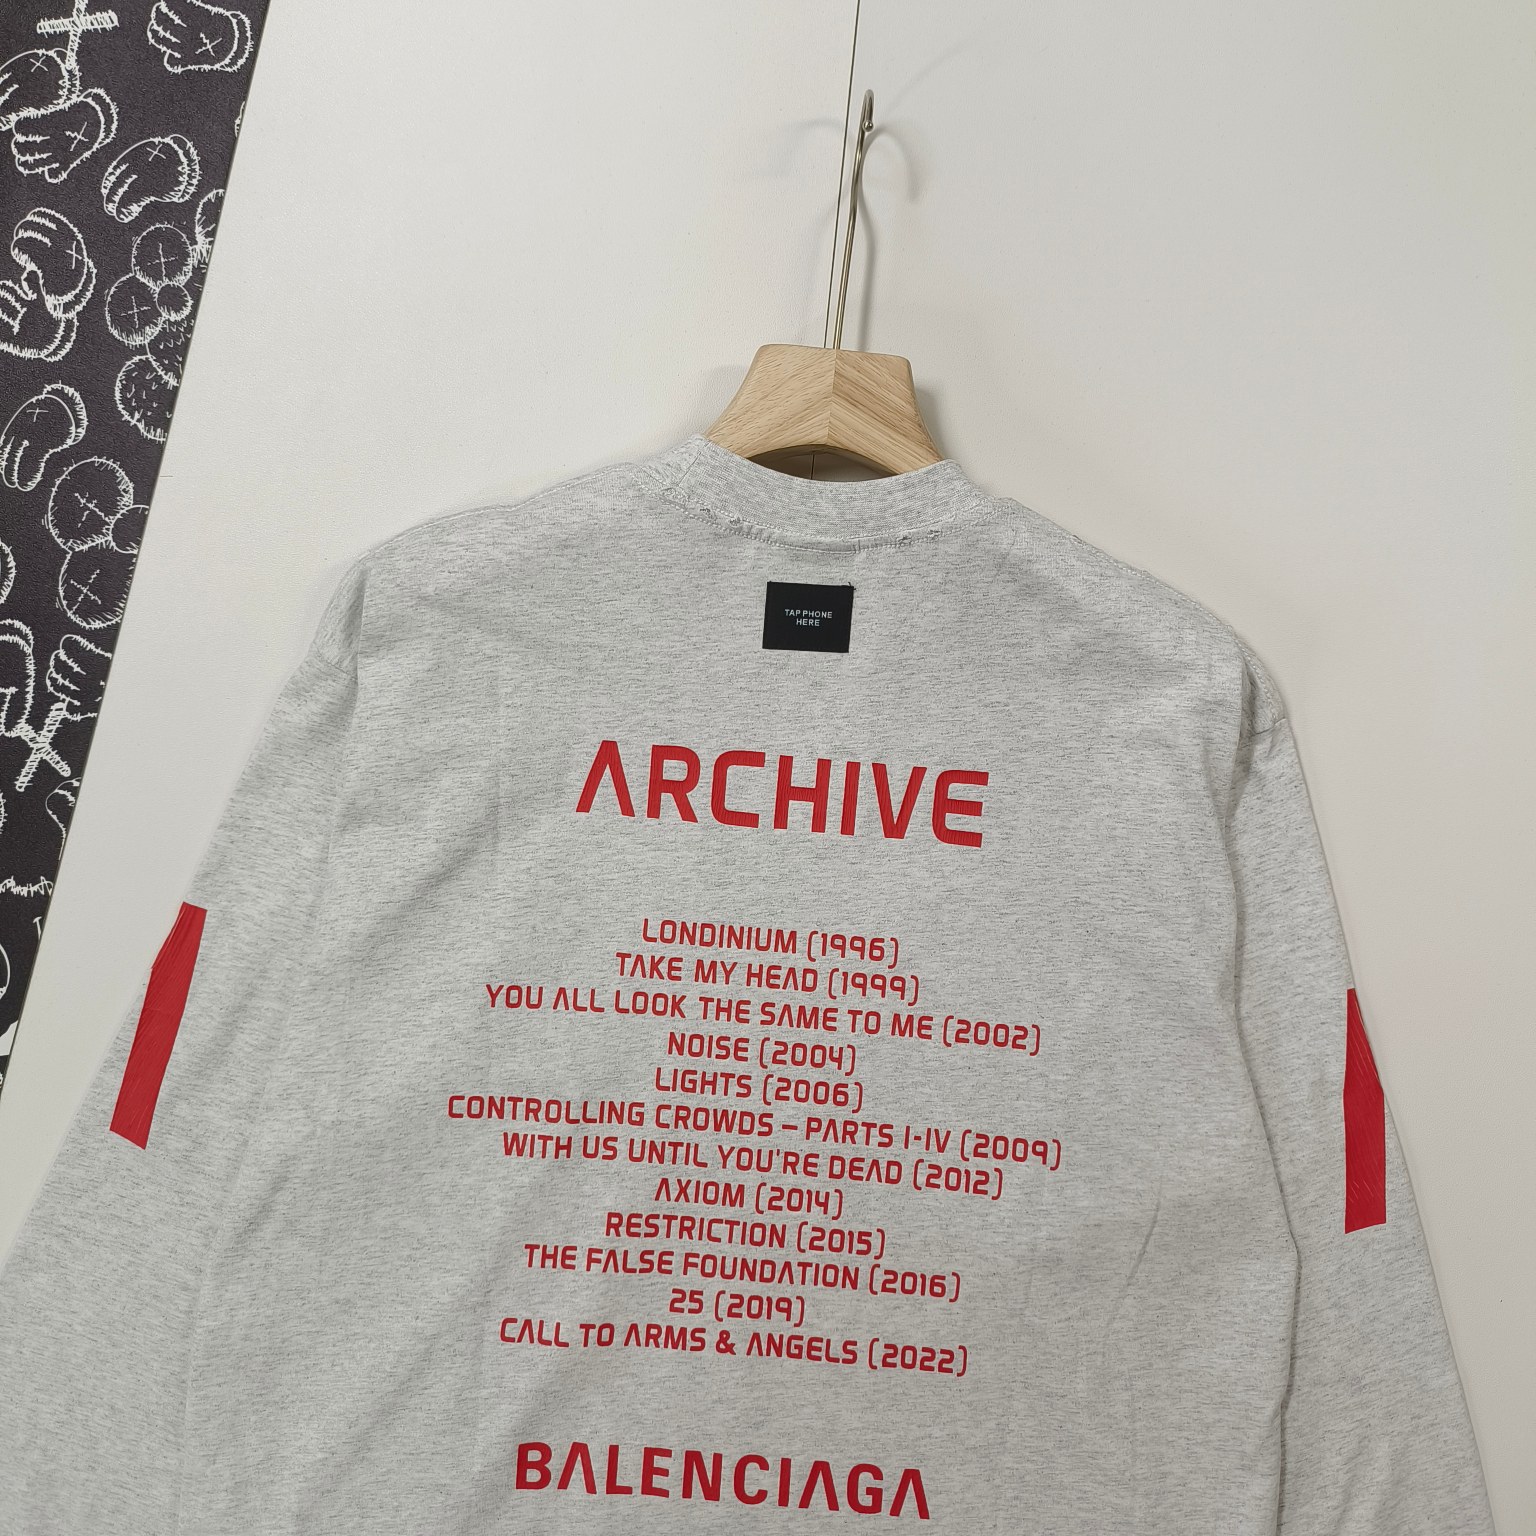 TAP PHONE
HERE
ARCHIVE
LONDINIUM (1996)
TAKE MY HEAD (1999)
YOU ALL LOOK THE SAME TO ME (2002)
NOISE (2004)
LIGHTS (2006)
CONTROLLING CROWDS – PARTS I-IV (2009)
WITH US UNTIL YOU'RE DEAD (2012)
AXIOM (2014)
RESTRICTION (2015)
THE FALSE FOUNDATION (2016)
25 (2019)
CALL TO ARMS & ANGELS (2022)
BALENCIAGA